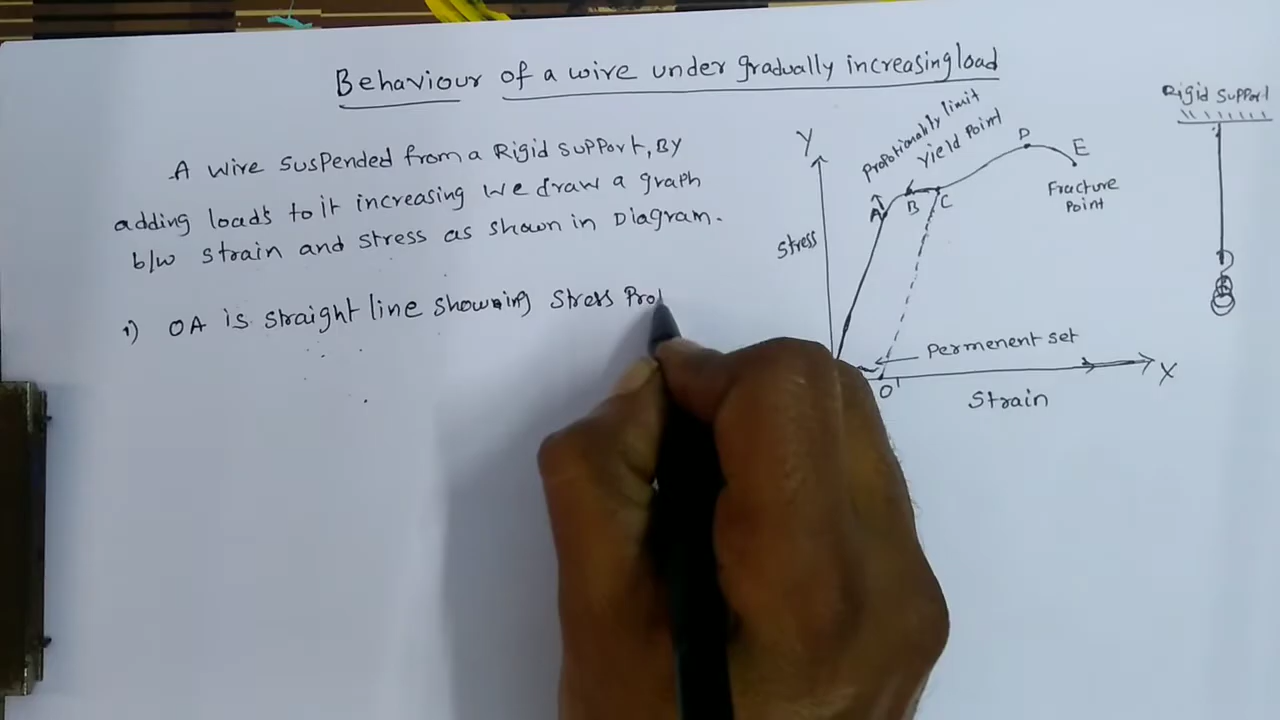 Behaviour of a wire under gradually increasing load
A wire suspended from a Rigid support, By
adding loads to it increasing We draw a graph
b/w strain and stress as shown in Diagram.
1) OA is straight line showing Stress Pro
Y
Stress
Propotionality limit
Yield Point
A
B
C
D
E
Fracture
Point
Permenent set
O'
X
Strain
Rigid Support